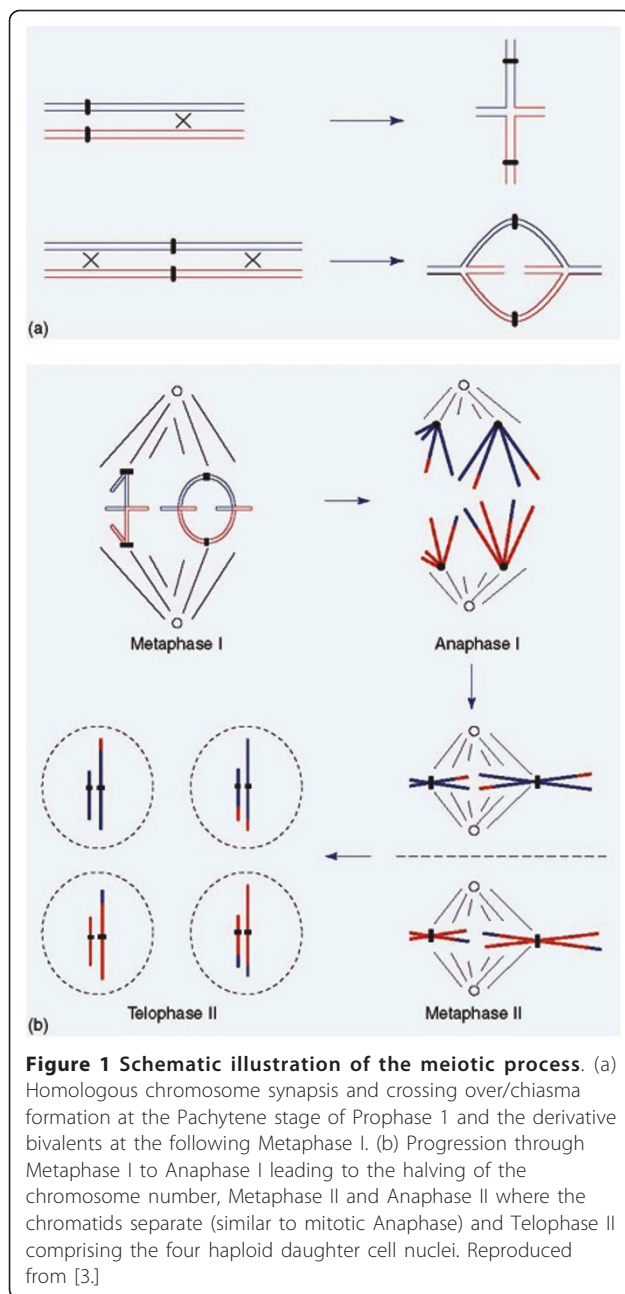 (a)
Metaphase I
Anaphase I
Telophase II
Metaphase II
(b)
Figure 1 Schematic illustration of the meiotic process. (a)
Homologous chromosome synapsis and crossing over/chiasma
formation at the Pachytene stage of Prophase 1 and the derivative
bivalents at the following Metaphase I. (b) Progression through
Metaphase I to Anaphase I leading to the halving of the
chromosome number, Metaphase II and Anaphase II where the
chromatids separate (similar to mitotic Anaphase) and Telophase II
comprising the four haploid daughter cell nuclei. Reproduced
from [3.]